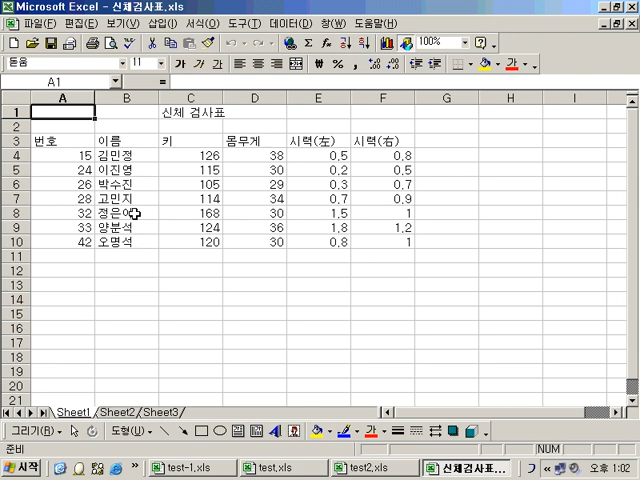 Microsoft Excel - 신체검사표.xls
파일(F) 편집(E) 보기(V) 삽입(I) 서식(O) 도구(T) 데이터(D) 창(W) 도움말(H)
100%
돋움 11 가 가 가 % ,
A1 =
A B C D E F G H I
1 신체 검사표
2
3 번호 이름 키 몸무게 시력(左) 시력(右)
4 15 김민정 126 38 0.5 0.8
5 24 이진영 115 30 0.2 0.5
6 26 박수진 105 29 0.3 0.7
7 28 고민지 114 34 0.7 0.9
8 32 정은 168 30 1.5 1
9 33 양분석 124 36 1.8 1.2
10 42 오명석 120 30 0.8 1
11
12
13
14
15
16
17
18
19
20
21
Sheet1 Sheet2 Sheet3
그리기(R) 도형(U)
준비 NUM
시작 test-1.xls test.xls test2.xls 신체검사표... 오후 1:02